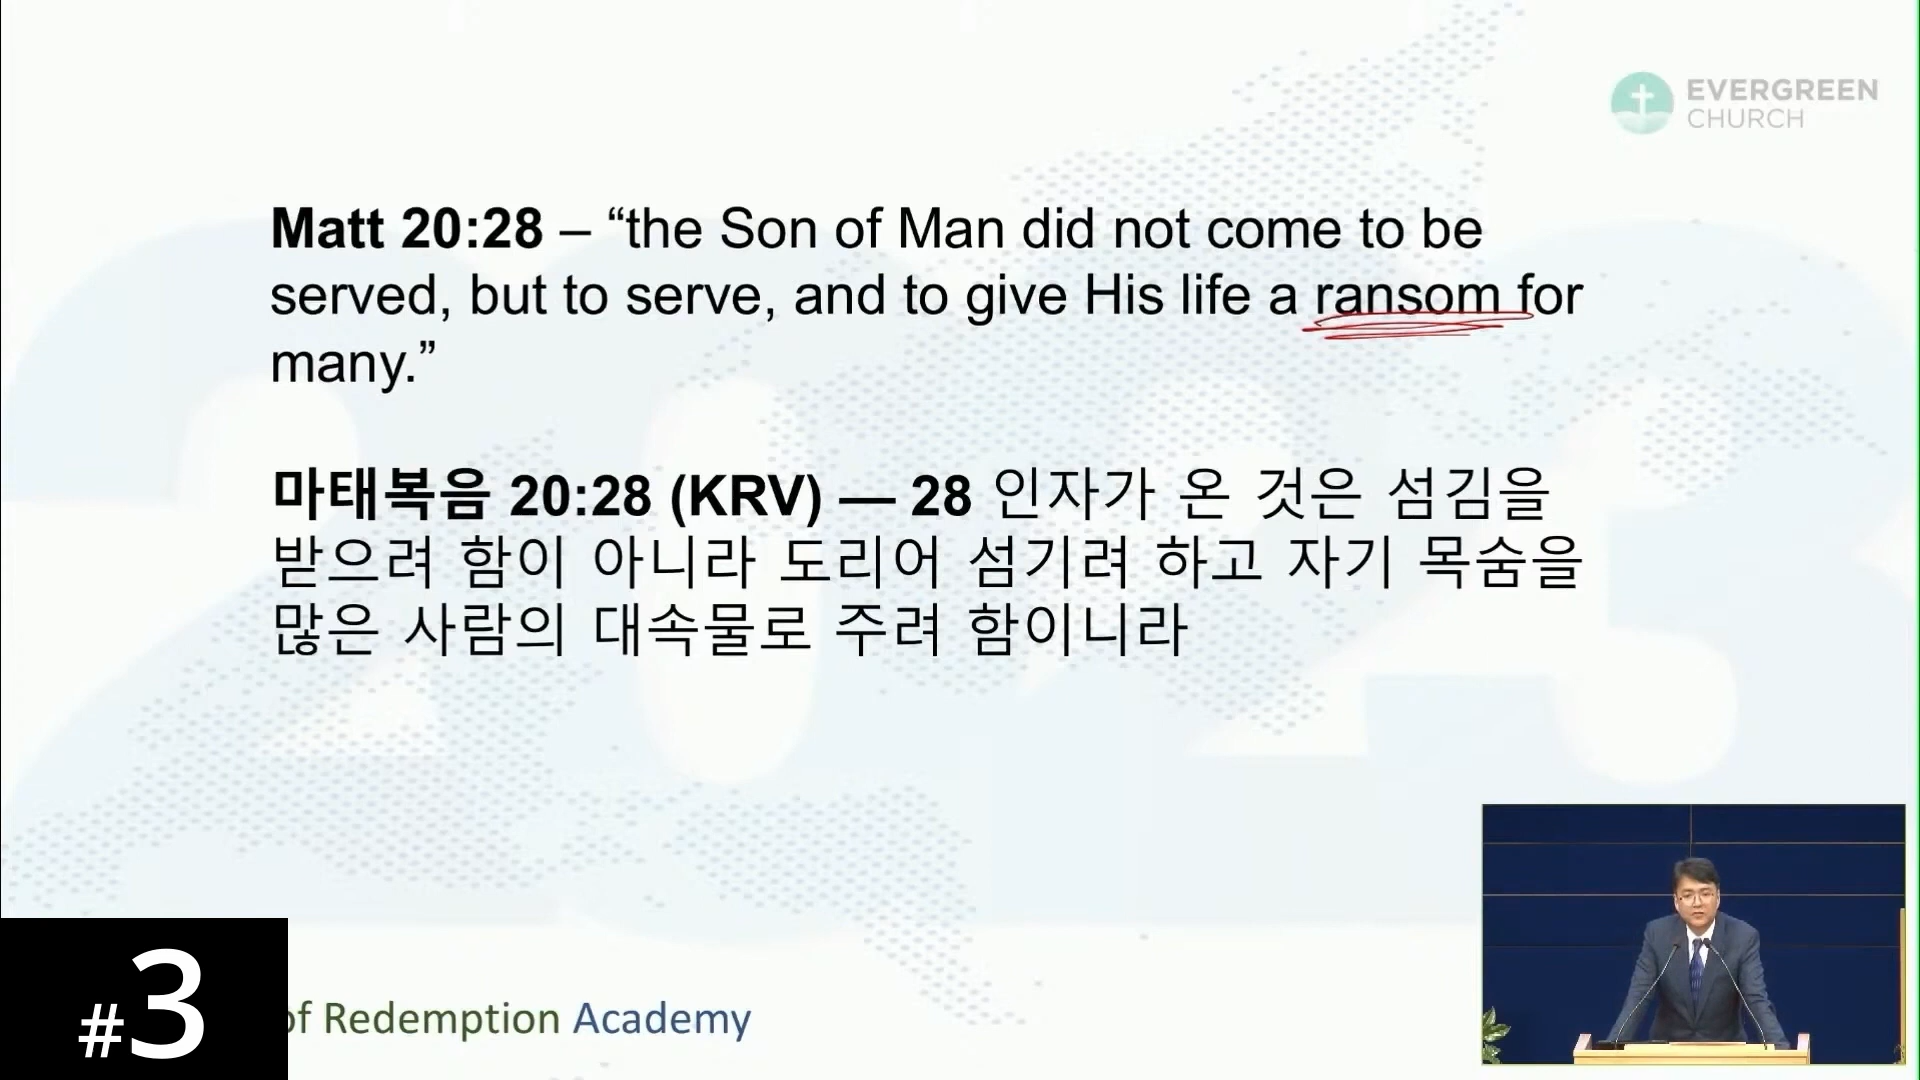 EVERGREEN
CHURCH
Matt 20:28 – “the Son of Man did not come to be
served, but to serve, and to give His life a ransom for
many.”
마태복음 20:28 (KRV) — 28 인자가 온 것은 섬김을
받으려 함이 아니라 도리어 섬기려 하고 자기 목숨을
많은 사람의 대속물로 주려 함이니라
#3
of Redemption Academy